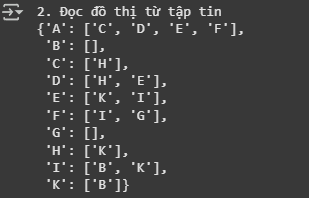 2. Đọc đồ thị từ tập tin
{'A': ['C', 'D', 'E', 'F'],
'B': [],
'C': ['H'],
'D': ['H', 'E'],
'E': ['K', 'I'],
'F': ['I', 'G'],
'G': [],
'H': ['K'],
'I': ['B', 'K'],
'K': ['B']}